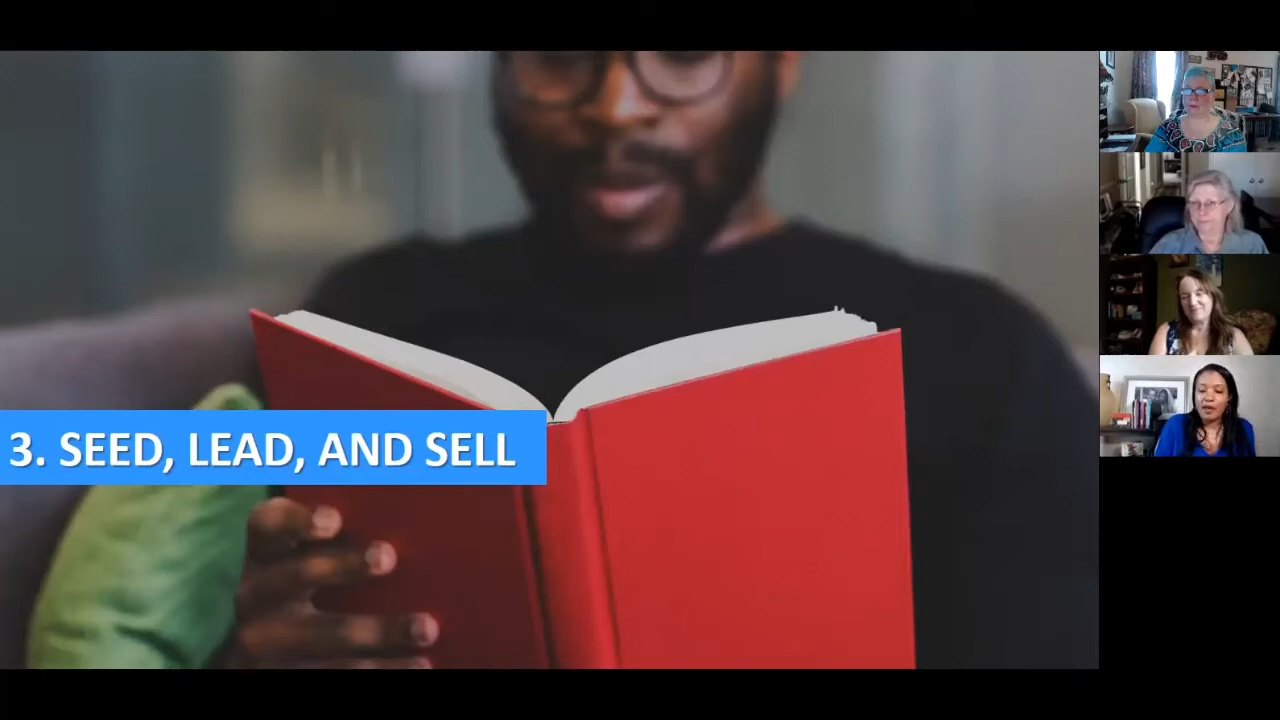 3. SEED, LEAD, AND SELL